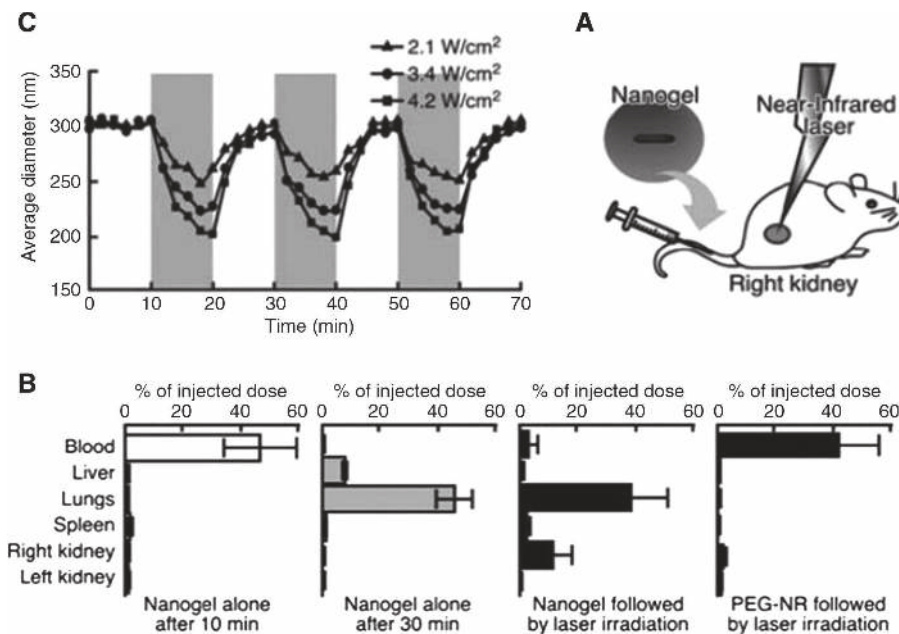 C
2.1 W/cm²
3.4 W/cm²
4.2 W/cm²
Average diameter (nm)
350
300
250
200
150
0 10 20 30 40 50 60 70
Time (min)
A
Nanogel
Near-Infrared
laser
Right kidney
B
% of injected dose
0 20 40 60
% of injected dose
0 20 40 60
% of injected dose
0 20 40 60
% of injected dose
0 20 40 60
Blood
Liver
Lungs
Spleen
Right kidney
Left kidney
Nanogel alone
after 10 min
Nanogel alone
after 30 min
Nanogel followed
by laser irradiation
PEG-NR followed
by laser irradiation